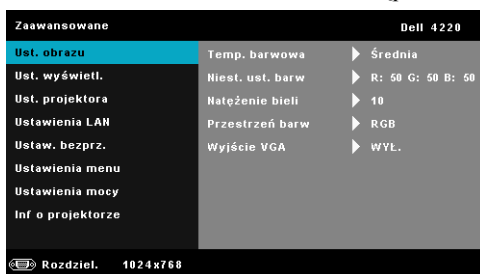 Zaawansowane Dell 4220
Ust. obrazu Temp. barwowa Średnia
Ust. wyświetl. Niest. ust. barw R: 50 G: 50 B: 50
Ust. projektora Natężenie bieli 10
Ustawienia LAN Przestrzeń barw RGB
Ustaw. bezprz. Wyjście VGA WYŁ.
Ustawienia menu
Ustawienia mocy
Inf o projektorze
Rozdziel. 1024x768